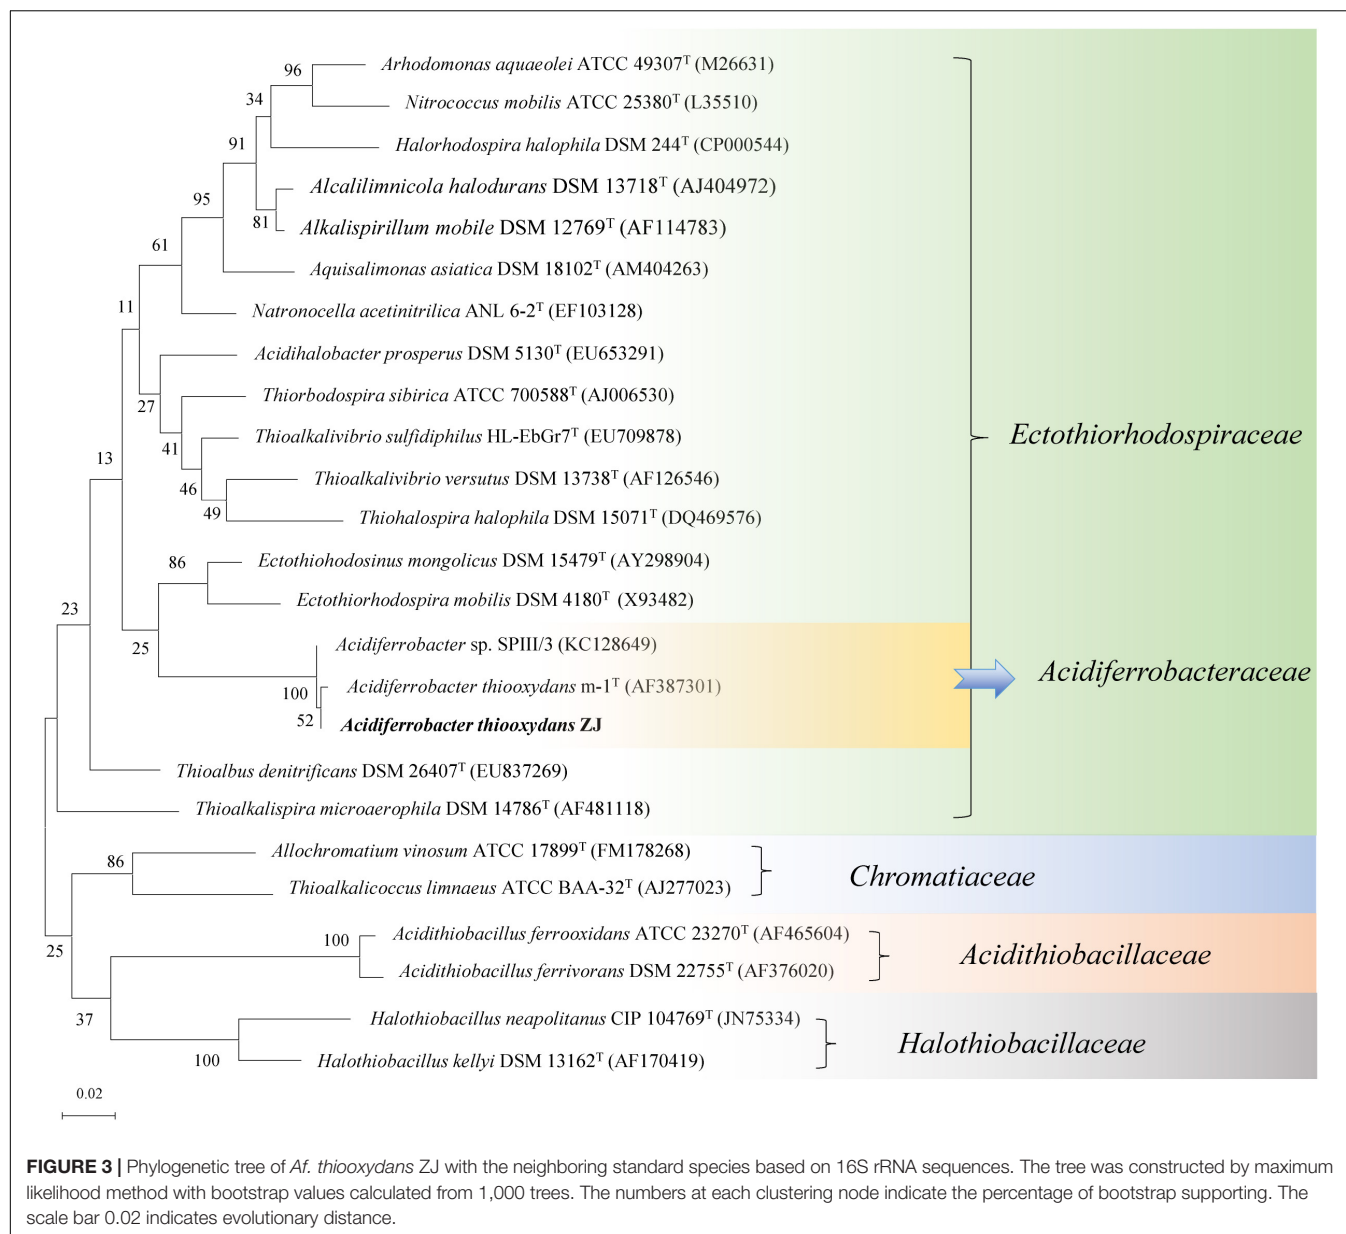 96
Arhodomonas aquaeolei ATCC 49307ᵀ (M26631)
34
Nitrococcus mobilis ATCC 25380ᵀ (L35510)
91
Halorhodospira halophila DSM 244ᵀ (CP000544)
95
Alcalilimnicola halodurans DSM 13718ᵀ (AJ404972)
81
Alkalispirillum mobile DSM 12769ᵀ (AF114783)
61
Aquisalimonas asiatica DSM 18102ᵀ (AM404263)
11
Natronocella acetinitrilica ANL 6-2ᵀ (EF103128)
Acidihalobacter prosperus DSM 5130ᵀ (EU653291)
27
Thiorbodospira sibirica ATCC 700588ᵀ (AJ006530)
41
Thioalkalivibrio sulfidiphilus HL-EbGr7ᵀ (EU709878)
Ectothiorhodospiraceae
13
46
Thioalkalivibrio versutus DSM 13738ᵀ (AF126546)
49
Thiohalospira halophila DSM 15071ᵀ (DQ469576)
86
Ectothiohodosinus mongolicus DSM 15479ᵀ (AY298904)
23
Ectothiorhodospira mobilis DSM 4180ᵀ (X93482)
25
Acidiferrobacter sp. SPIII/3 (KC128649)
100
Acidiferrobacter thiooxydans m-1ᵀ (AF387301)
Acidiferrobacteraceae
52
Acidiferrobacter thiooxydans ZJ
Thioalbus denitrificans DSM 26407ᵀ (EU837269)
Thioalkalispira microaerophila DSM 14786ᵀ (AF481118)
86
Allochromatium vinosum ATCC 17899ᵀ (FM178268)
Thioalkalicoccus limnaeus ATCC BAA-32ᵀ (AJ277023)
Chromatiaceae
25
100
Acidithiobacillus ferrooxidans ATCC 23270ᵀ (AF465604)
Acidithiobacillus ferrivorans DSM 22755ᵀ (AF376020)
Acidithiobacillaceae
37
Halothiobacillus neapolitanus CIP 104769ᵀ (JN75334)
100
Halothiobacillus kellyi DSM 13162ᵀ (AF170419)
Halothiobacillaceae
0.02
FIGURE 3 | Phylogenetic tree of Af. thiooxydans ZJ with the neighboring standard species based on 16S rRNA sequences. The tree was constructed by maximum
likelihood method with bootstrap values calculated from 1,000 trees. The numbers at each clustering node indicate the percentage of bootstrap supporting. The
scale bar 0.02 indicates evolutionary distance.